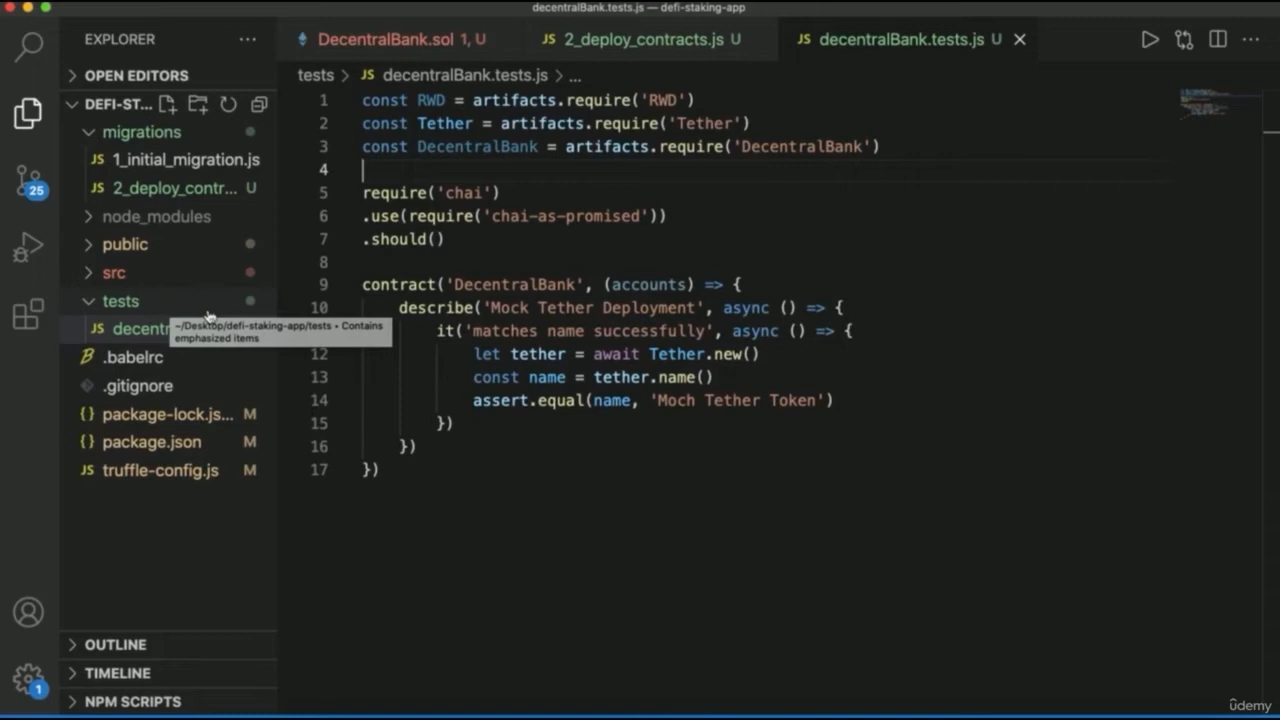 decentralBank.tests.js — defi-staking-app
EXPLORER
DecentralBank.sol 1, U
JS 2_deploy_contracts.js U
JS decentralBank.tests.js U
OPEN EDITORS
tests > JS decentralBank.tests.js > ...
DEFI-ST...
migrations
JS 1_initial_migration.js
JS 2_deploy_contr... U
node_modules
public
src
tests
JS decentr
~/Desktop/defi-staking-app/tests • Contains
emphasized items
.babelrc
.gitignore
{} package-lock.js... M
{} package.json M
JS truffle-config.js M
OUTLINE
TIMELINE
NPM SCRIPTS
25
1
1 const RWD = artifacts.require('RWD')
2 const Tether = artifacts.require('Tether')
3 const DecentralBank = artifacts.require('DecentralBank')
4
5 require('chai')
6 .use(require('chai-as-promised'))
7 .should()
8
9 contract('DecentralBank', (accounts) => {
10 describe('Mock Tether Deployment', async () => {
it('matches name successfully', async () => {
12 let tether = await Tether.new()
13 const name = tether.name()
14 assert.equal(name, 'Moch Tether Token')
15 })
16 })
17 })
udemy